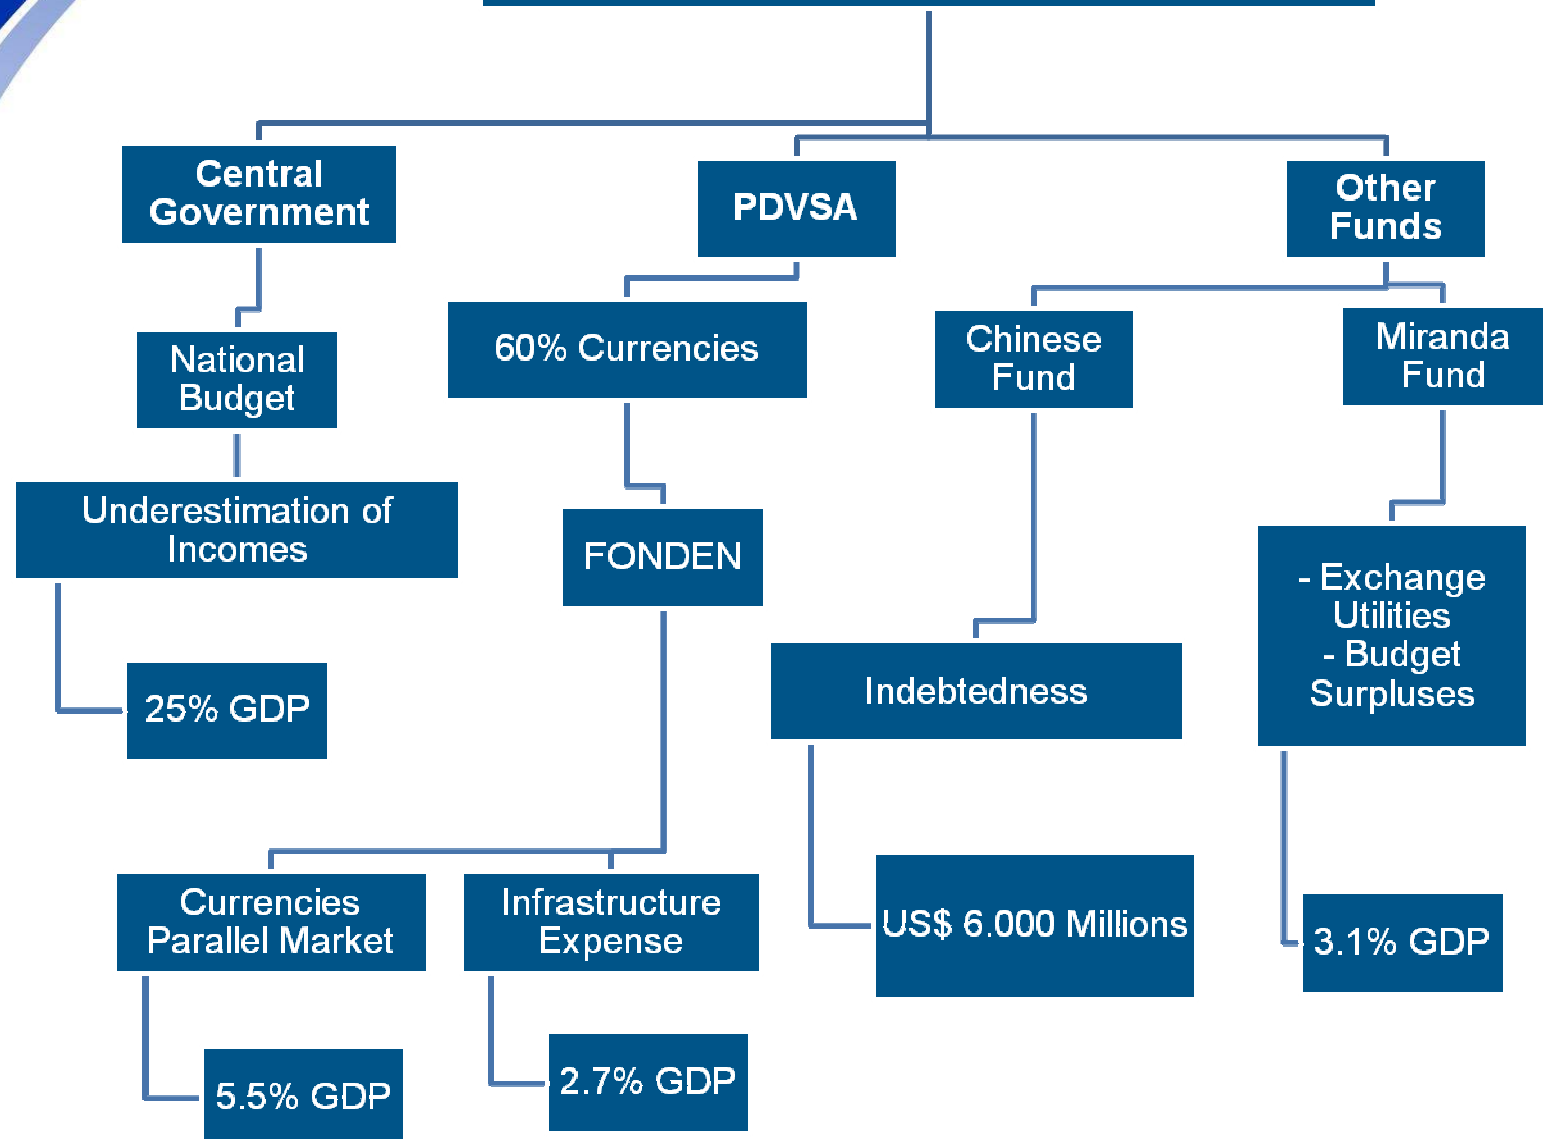 Central
Government
PDVSA
Other
Funds
National
Budget
60% Currencies
Chinese
Fund
Miranda
Fund
Underestimation of
Incomes
FONDEN
- Exchange
Utilities
- Budget
Surpluses
25% GDP
Indebtedness
Currencies
Parallel Market
Infrastructure
Expense
US$ 6.000 Millions
3.1% GDP
5.5% GDP
2.7% GDP